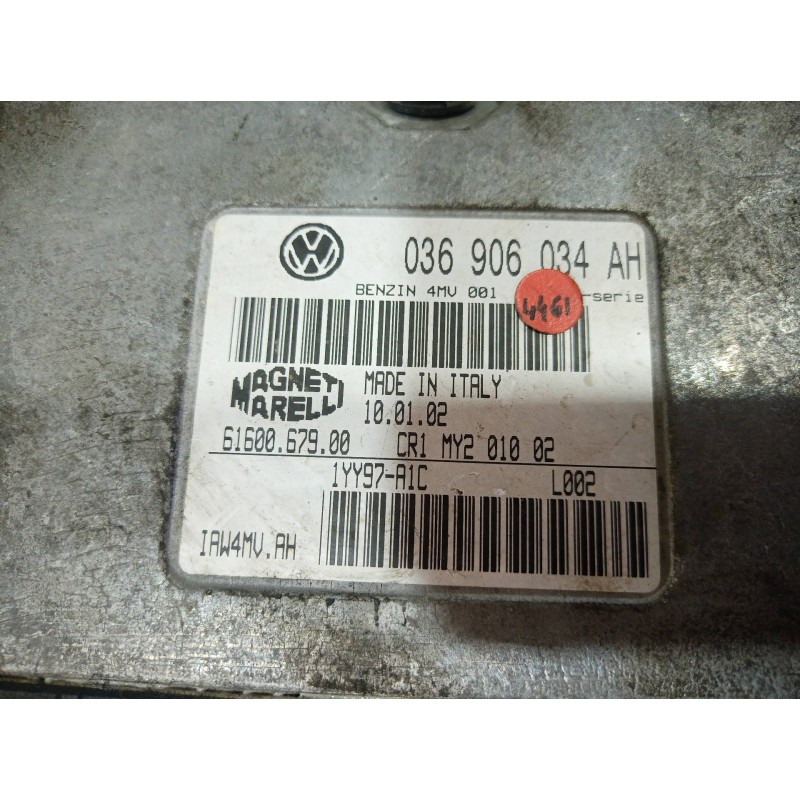 036 906 034 AH
BENZIN 4MV 001 -serie
4461
MAGNETI MARELLI
MADE IN ITALY
10.01.02
61600.679.00 CR1 MY2 010 02
1YY97-A1C L002
IAW4MV.AH